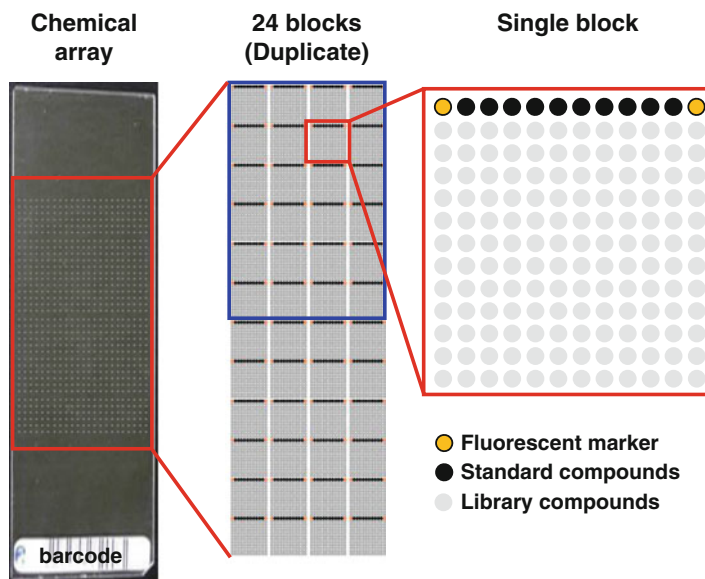 Chemical
array
24 blocks
(Duplicate)
Single block
Fluorescent marker
Standard compounds
Library compounds
barcode